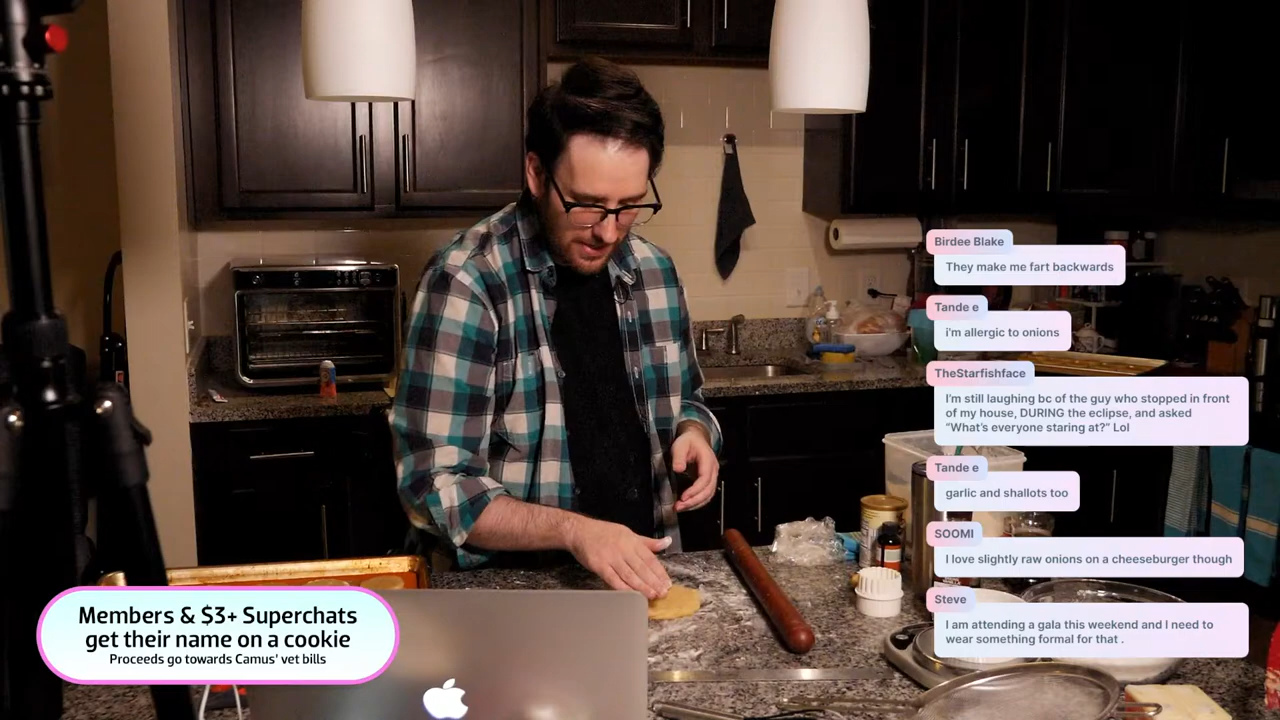 Birdee Blake
They make me fart backwards
Tande e
i'm allergic to onions
TheStarfishface
I'm still laughing bc of the guy who stopped in front
of my house, DURING the eclipse, and asked
"What's everyone staring at?" Lol
Tande e
garlic and shallots too
SOOMI
I love slightly raw onions on a cheeseburger though
Steve
I am attending a gala this weekend and I need to
wear something formal for that .
Members & $3+ Superchats
get their name on a cookie
Proceeds go towards Camus' vet bills